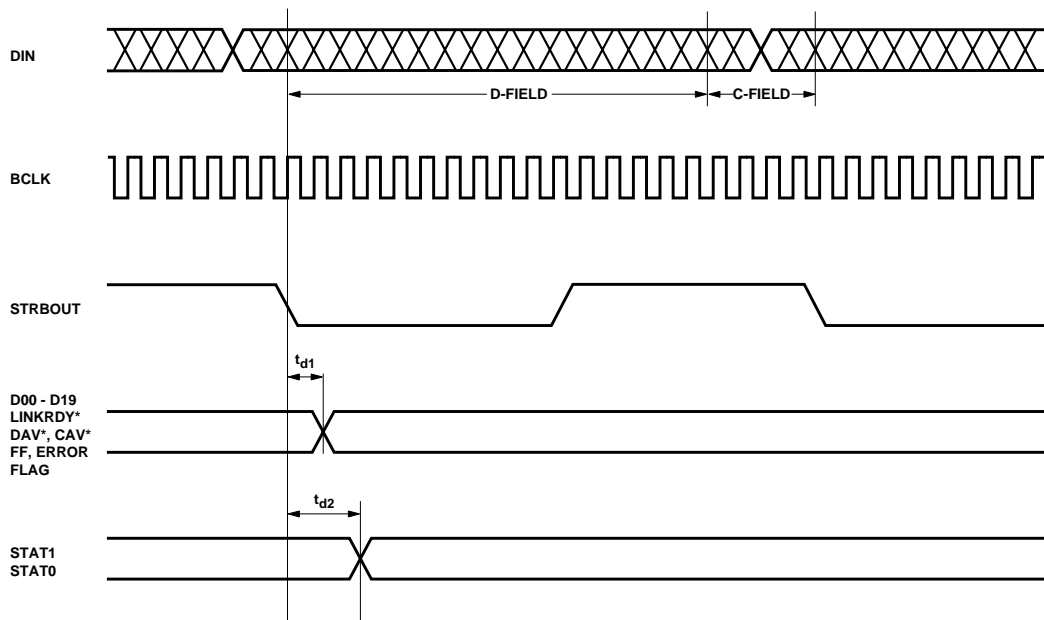 DIN
D-FIELD
C-FIELD
BCLK
STRBOUT
td1
D00 - D19
LINKRDY*
DAV*, CAV*
FF, ERROR
FLAG
td2
STAT1
STAT0